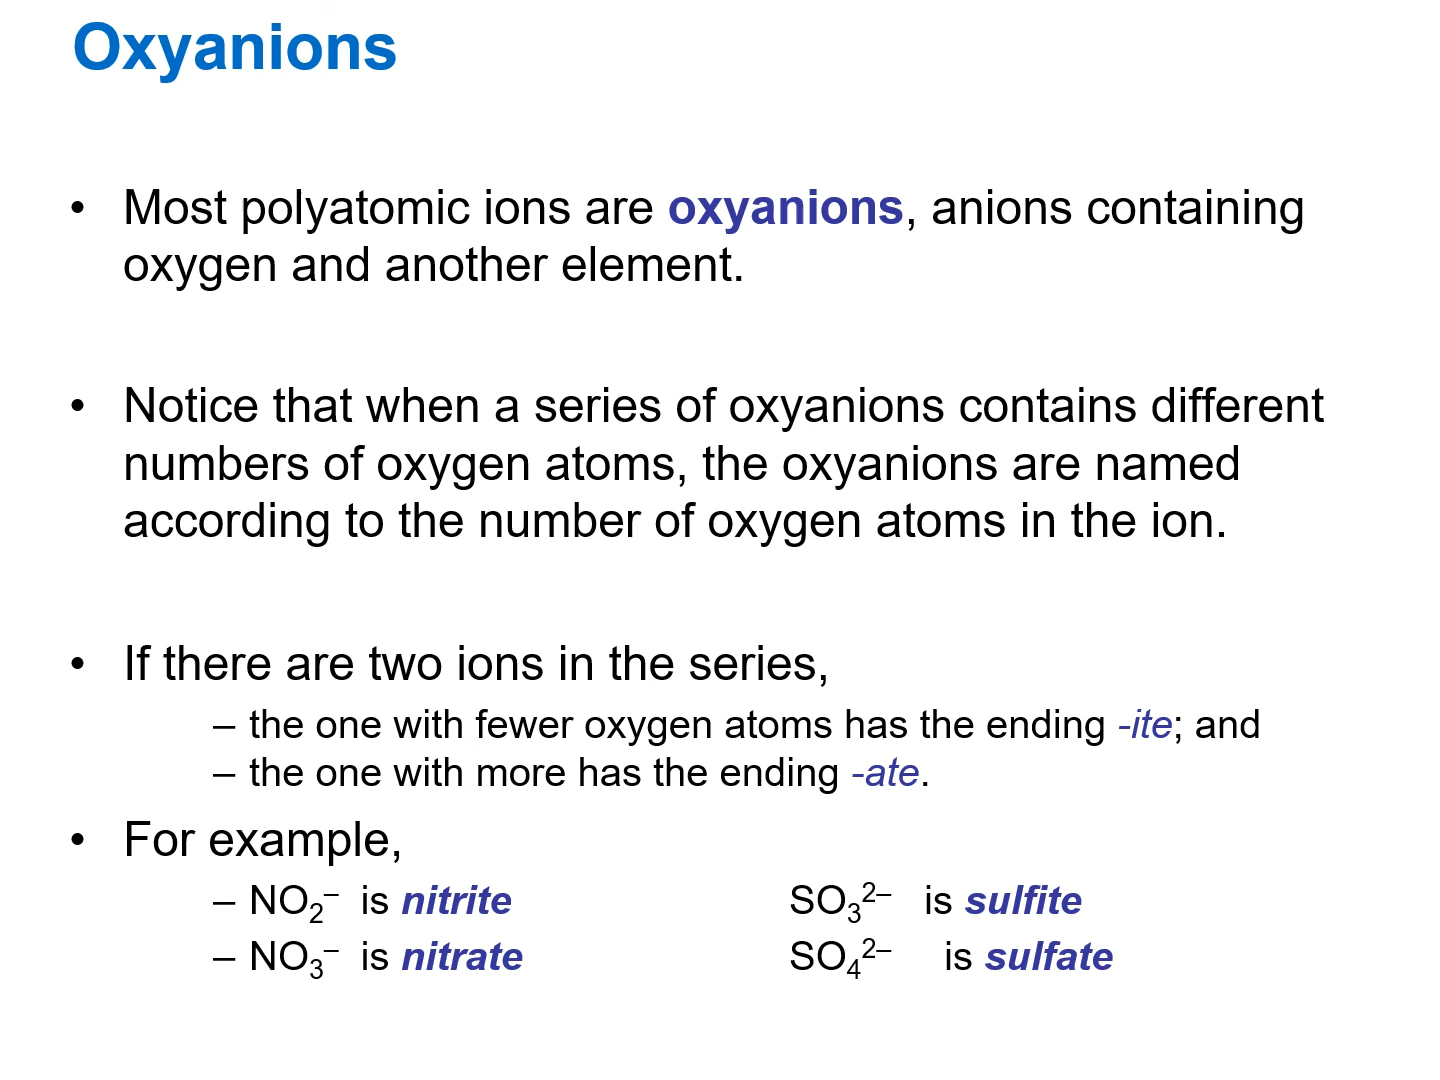 Oxyanions
• Most polyatomic ions are oxyanions, anions containing
oxygen and another element.
• Notice that when a series of oxyanions contains different
numbers of oxygen atoms, the oxyanions are named
according to the number of oxygen atoms in the ion.
• If there are two ions in the series,
– the one with fewer oxygen atoms has the ending -ite; and
– the one with more has the ending -ate.
• For example,
– NO₂⁻ is nitrite SO₃²⁻ is sulfite
– NO₃⁻ is nitrate SO₄²⁻ is sulfate